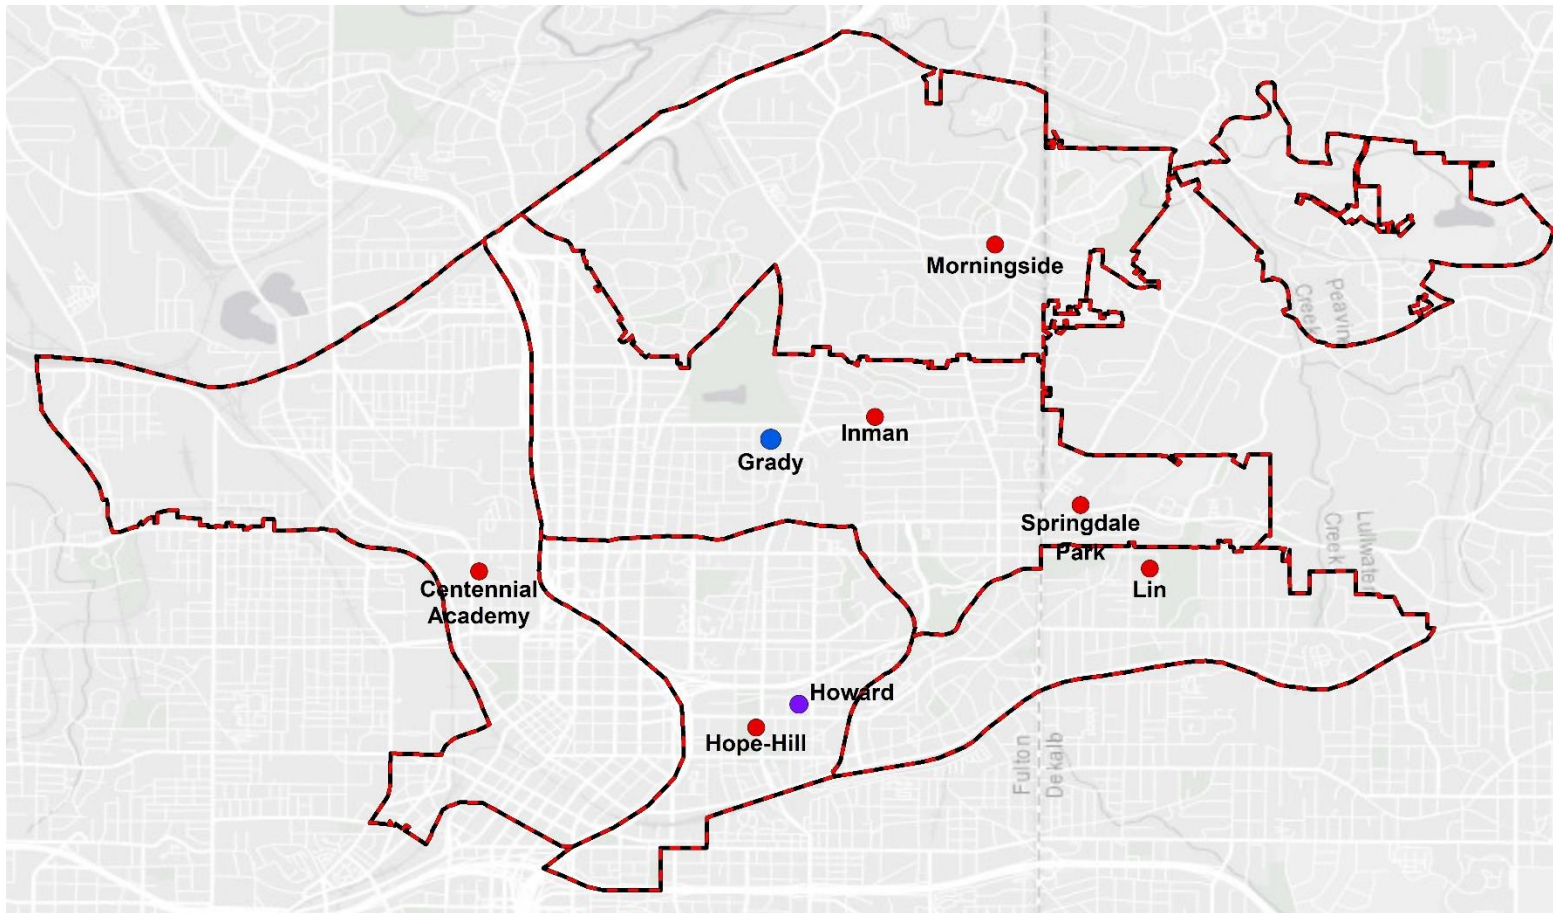 Morningside
Peavine
Creek
Inman
Grady
Springdale
Park
Lullwater
Creek
Lin
Centennial
Academy
Howard
Hope-Hill
Fulton
Dekalb